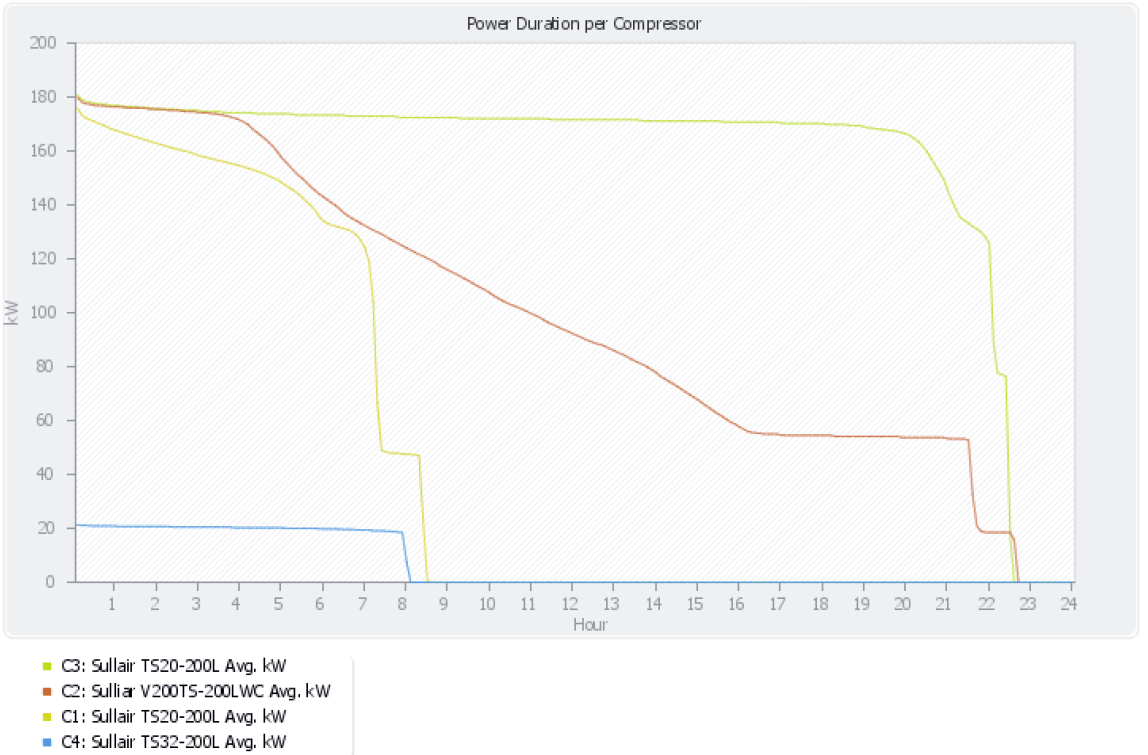 Power Duration per Compressor
200
180
160
140
120
100
80
60
40
20
0
kW
1 2 3 4 5 6 7 8 9 10 11 12 13 14 15 16 17 18 19 20 21 22 23 24
Hour
C3: Sullair TS20-200L Avg. kW
C2: Sulliar V200TS-200LWC Avg. kW
C1: Sullair TS20-200L Avg. kW
C4: Sullair TS32-200L Avg. kW